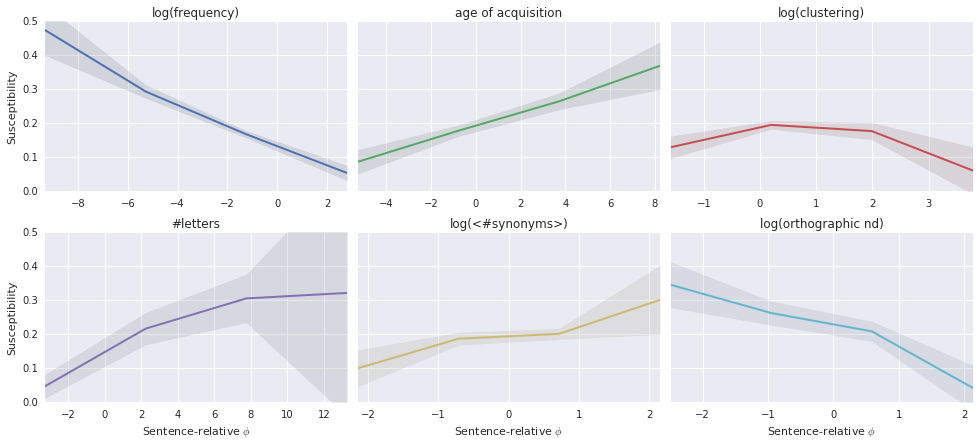 log(frequency) age of acquisition log(clustering)
0.5
0.4
0.3
0.2
0.1
0.0
Susceptibility
−8 −6 −4 −2 0 2 −4 −2 0 2 4 6 8 −1 0 1 2 3
#letters log(<#synonyms>) log(orthographic nd)
0.5
0.4
0.3
0.2
0.1
0.0
Susceptibility
−2 0 2 4 6 8 10 12 −2 −1 0 1 2 −2 −1 0 1 2
Sentence-relative ϕ Sentence-relative ϕ Sentence-relative ϕ